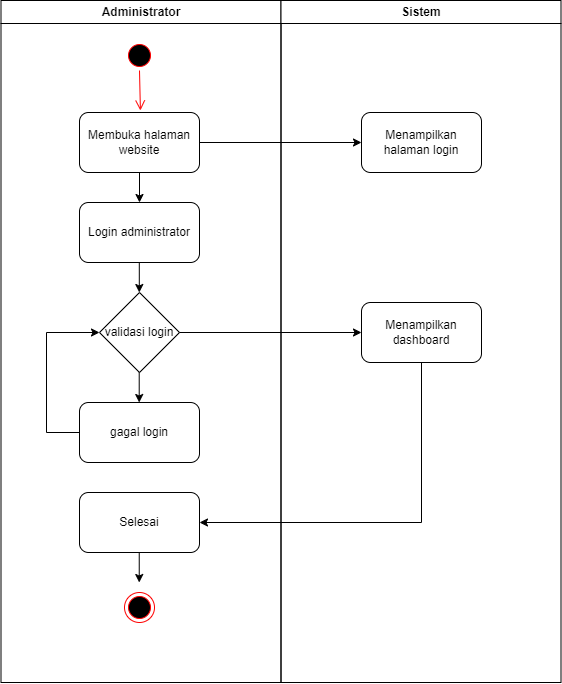 Administrator
Sistem
Membuka halaman
website
Menampilkan
halaman login
Login administrator
validasi login
Menampilkan
dashboard
gagal login
Selesai